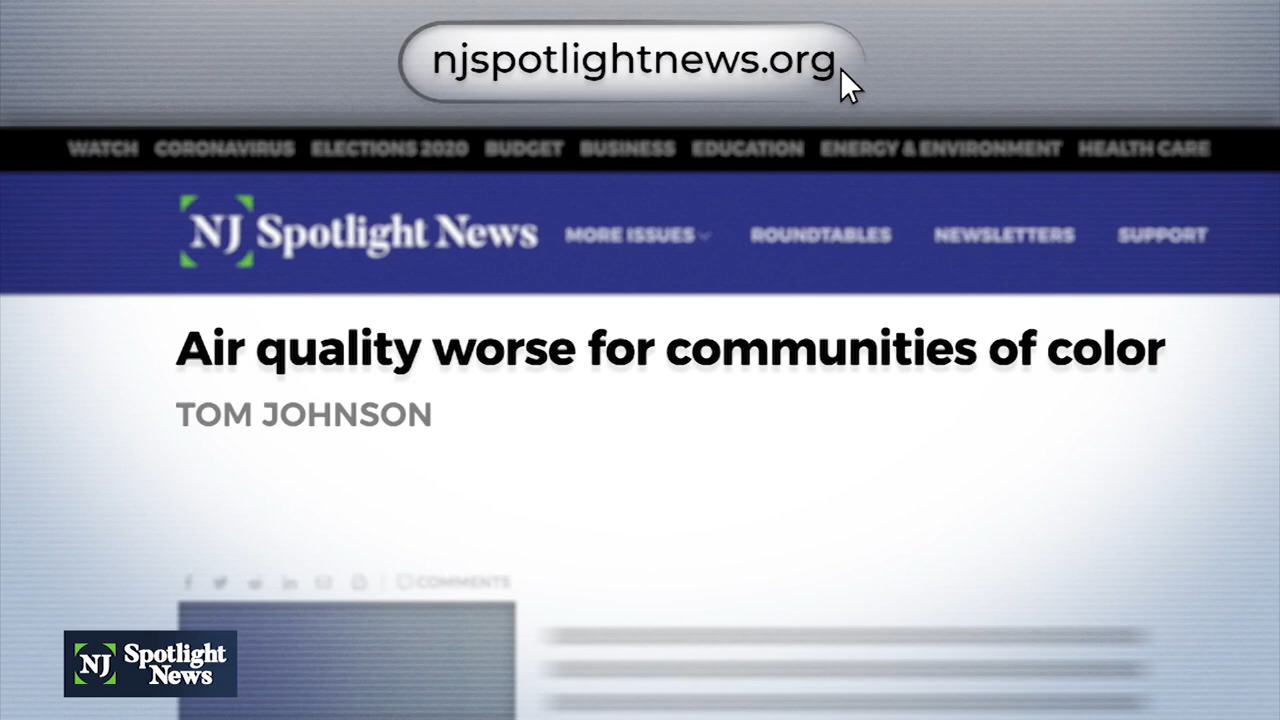 njspotlightnews.org
WATCH CORONAVIRUS ELECTIONS 2020 BUDGET BUSINESS EDUCATION ENERGY & ENVIRONMENT HEALTH CARE
NJ Spotlight News MORE ISSUES ROUNDTABLES NEWSLETTERS SUPPORT
Air quality worse for communities of color
TOM JOHNSON
COMMENTS
NJ Spotlight
News